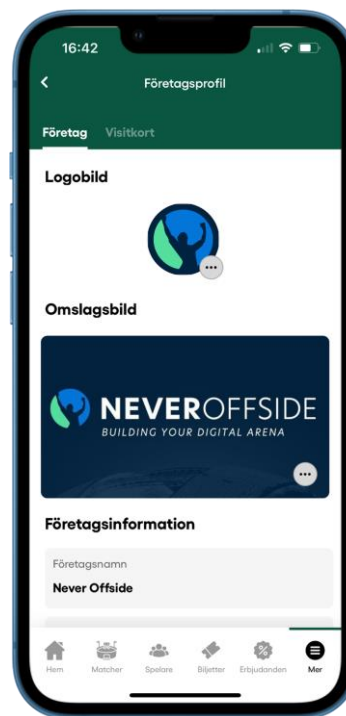 16:42
Företagsprofil
Företag Visitkort
Logobild
Omslagsbild
NEVEROFFSIDE
BUILDING YOUR DIGITAL ARENA
Företagsinformation
Företagsnamn
Never Offside
Hem Matcher Spelare Biljetter Erbjudanden Mer